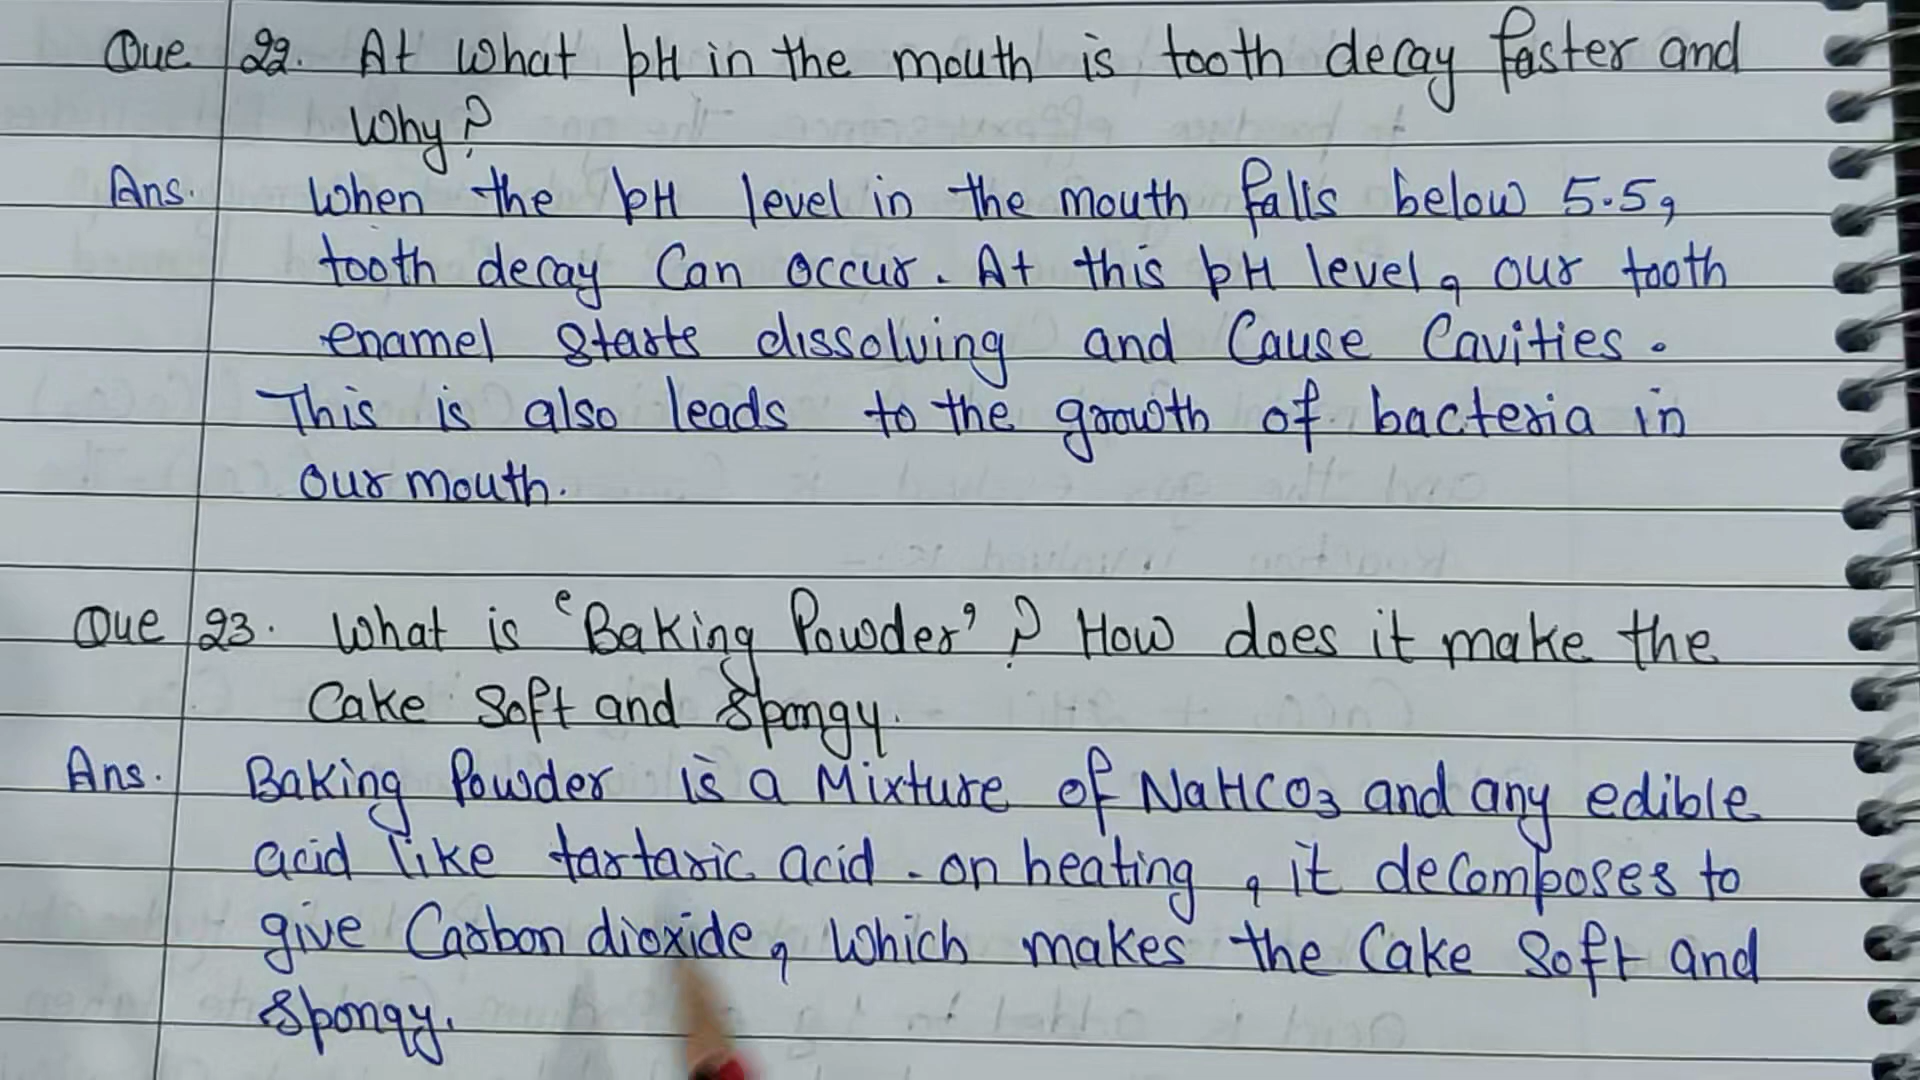 Que 22. At what pH in the mouth is tooth decay faster and
Why?
Ans. When the pH level in the mouth falls below 5.5,
tooth decay Can occur. At this pH level, our tooth
enamel starts dissolving and Cause Cavities.
This is also leads to the growth of bacteria in
our mouth.
Que 23. What is 'Baking Powder'? How does it make the
Cake Soft and Spongy.
Ans. Baking Powder is a Mixture of NaHCO3 and any edible
acid like tartaric acid. on heating, it decomposes to
give Carbon dioxide, Which makes the Cake Soft and
Spongy.